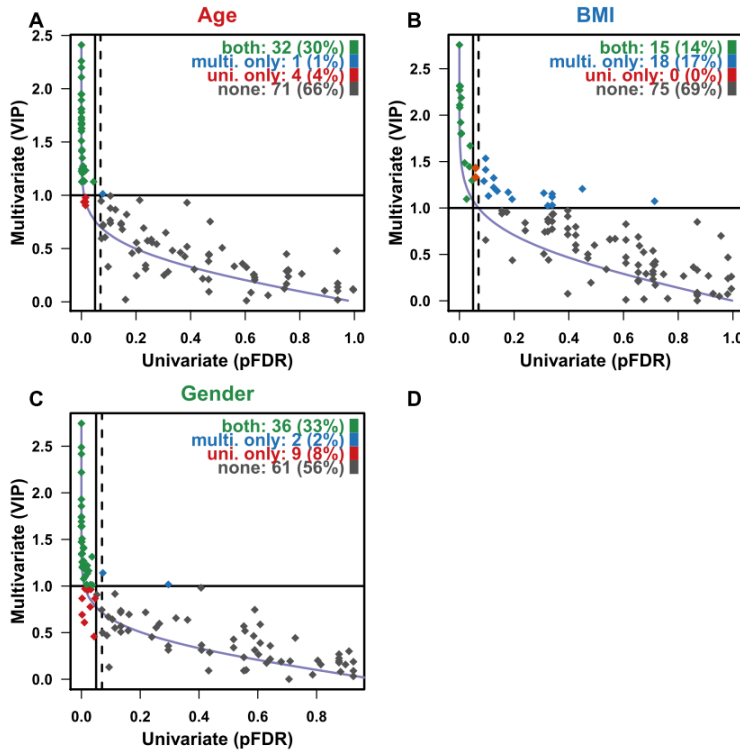 A
Age
both: 32 (30%)
multi. only: 1 (1%)
uni. only: 4 (4%)
none: 71 (66%)
Multivariate (VIP)
2.5
2.0
1.5
1.0
0.5
0.0
0.0 0.2 0.4 0.6 0.8 1.0
Univariate (pFDR)
B
BMI
both: 15 (14%)
multi. only: 18 (17%)
uni. only: 0 (0%)
none: 75 (69%)
Multivariate (VIP)
2.5
2.0
1.5
1.0
0.5
0.0
0.0 0.2 0.4 0.6 0.8 1.0
Univariate (pFDR)
C
Gender
both: 36 (33%)
multi. only: 2 (2%)
uni. only: 9 (8%)
none: 61 (56%)
Multivariate (VIP)
2.5
2.0
1.5
1.0
0.5
0.0
0.0 0.2 0.4 0.6 0.8
Univariate (pFDR)
D